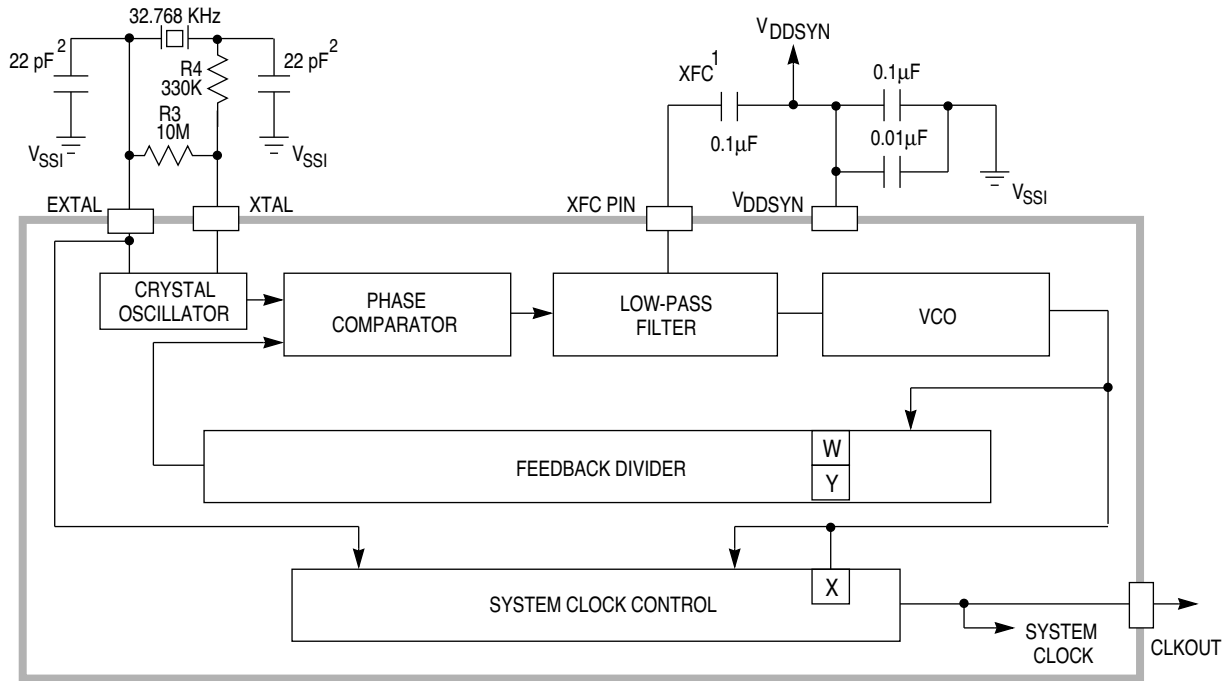 32.768 KHz
22 pF2
R4
330K
22 pF2
R3
10M
VSSI
VSSI
VDDSYN
XFC1
0.1µF
0.1µF
0.01µF
VSSI
EXTAL
XTAL
XFC PIN
VDDSYN
CRYSTAL
OSCILLATOR
PHASE
COMPARATOR
LOW-PASS
FILTER
VCO
FEEDBACK DIVIDER
W
Y
SYSTEM CLOCK CONTROL
X
SYSTEM
CLOCK
CLKOUT